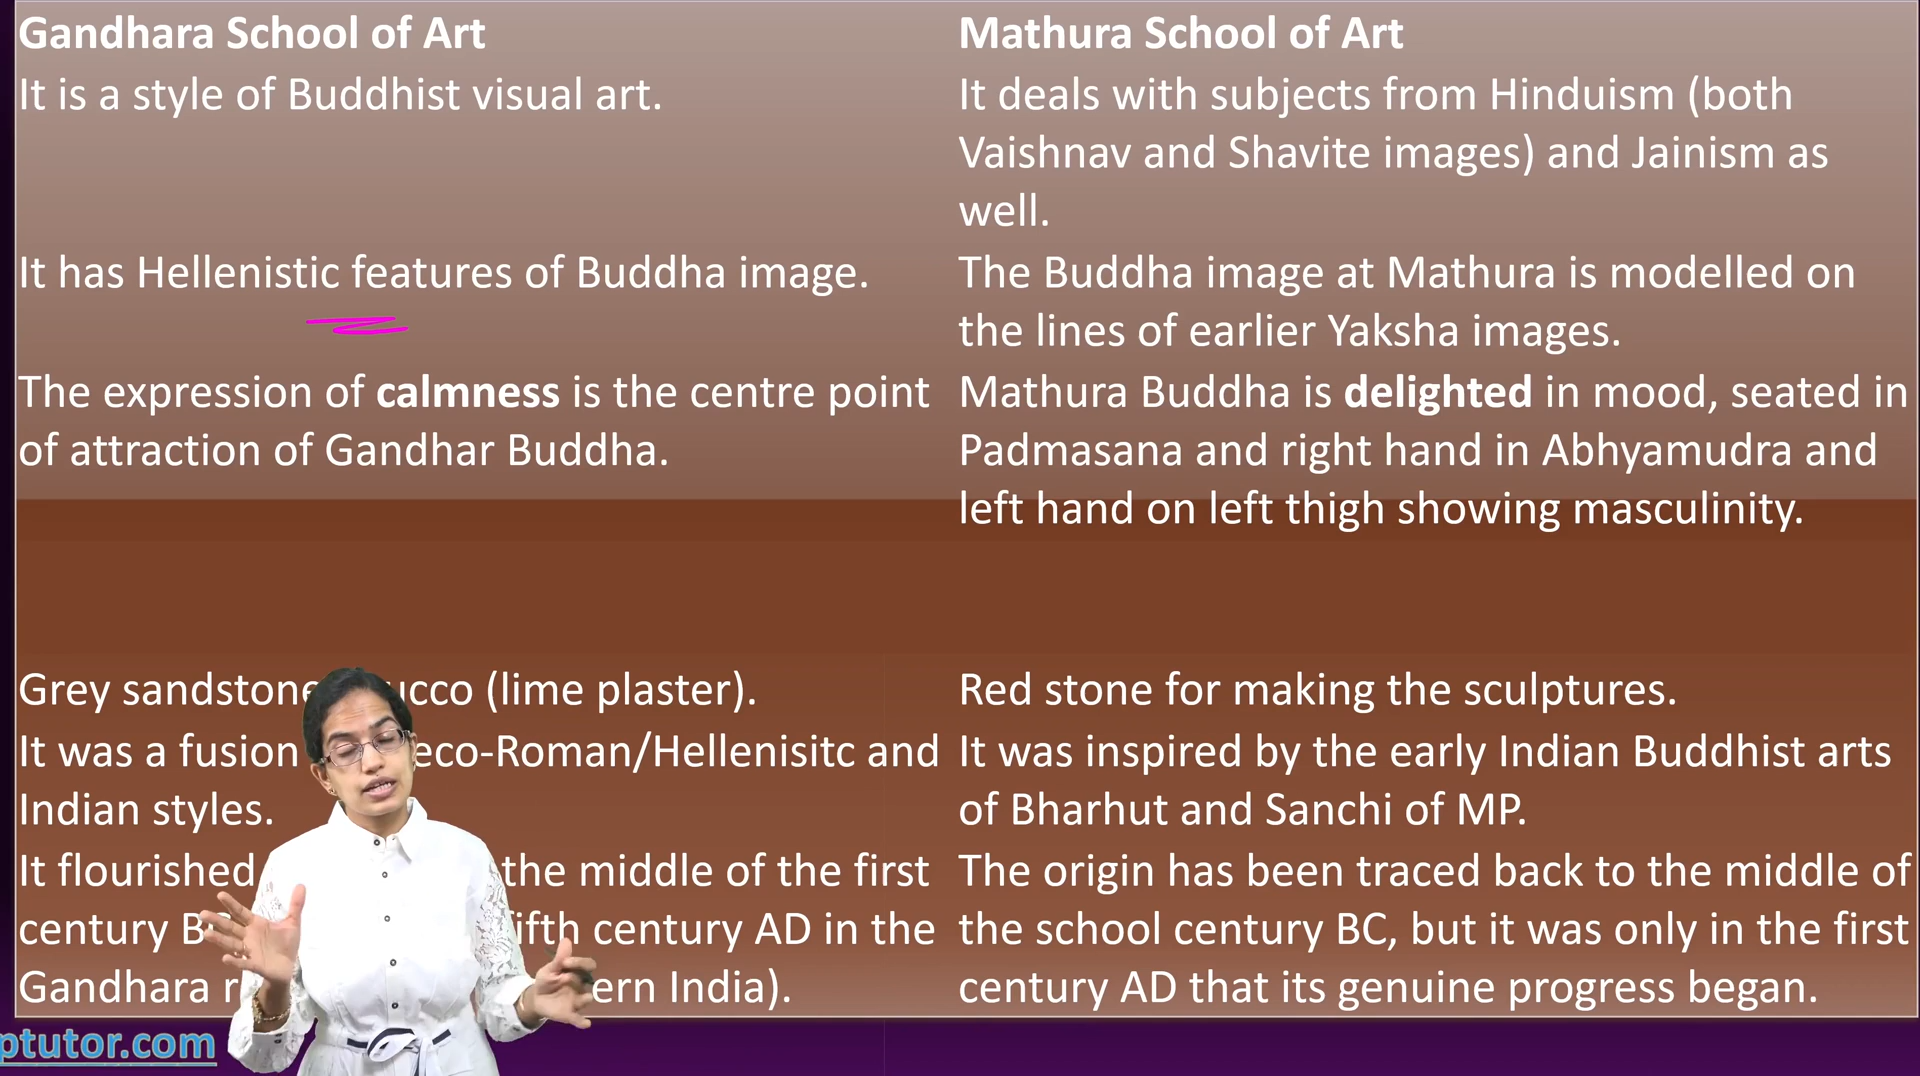 Gandhara School of Art
It is a style of Buddhist visual art.
It has Hellenistic features of Buddha image.
The expression of calmness is the centre point
of attraction of Gandhar Buddha.
Grey sandstone ucco (lime plaster).
It was a fusion eco-Roman/Hellenisitc and
Indian styles.
It flourished the middle of the first
century B ifth century AD in the
Gandhara r ern India).
Mathura School of Art
It deals with subjects from Hinduism (both
Vaishnav and Shavite images) and Jainism as
well.
The Buddha image at Mathura is modelled on
the lines of earlier Yaksha images.
Mathura Buddha is delighted in mood, seated in
Padmasana and right hand in Abhyamudra and
left hand on left thigh showing masculinity.
Red stone for making the sculptures.
It was inspired by the early Indian Buddhist arts
of Bharhut and Sanchi of MP.
The origin has been traced back to the middle of
the school century BC, but it was only in the first
century AD that its genuine progress began.
ptutor.com